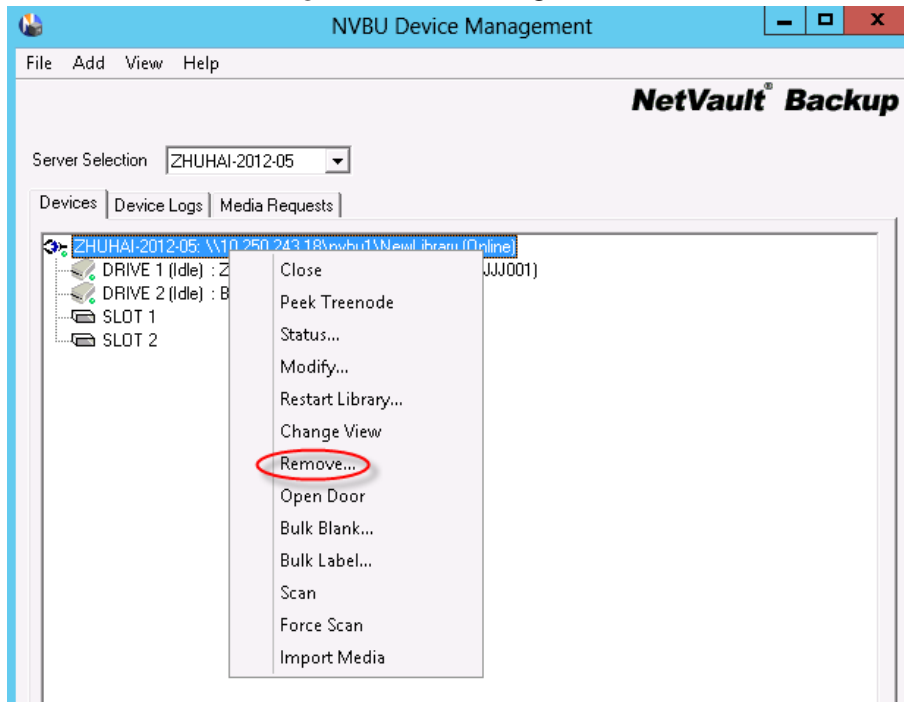 NVBU Device Management
File Add View Help
NetVault® Backup
Server Selection ZHUHAI-2012-05
Devices Device Logs Media Requests
ZHUHAI-2012-05: \\10.250.243.18\nvbu1\NewLibrary (Online)
DRIVE 1 (Idle) : Z JJJ001)
DRIVE 2 (Idle) : B
SLOT 1
SLOT 2
Close
Peek Treenode
Status...
Modify...
Restart Library...
Change View
Remove...
Open Door
Bulk Blank...
Bulk Label...
Scan
Force Scan
Import Media